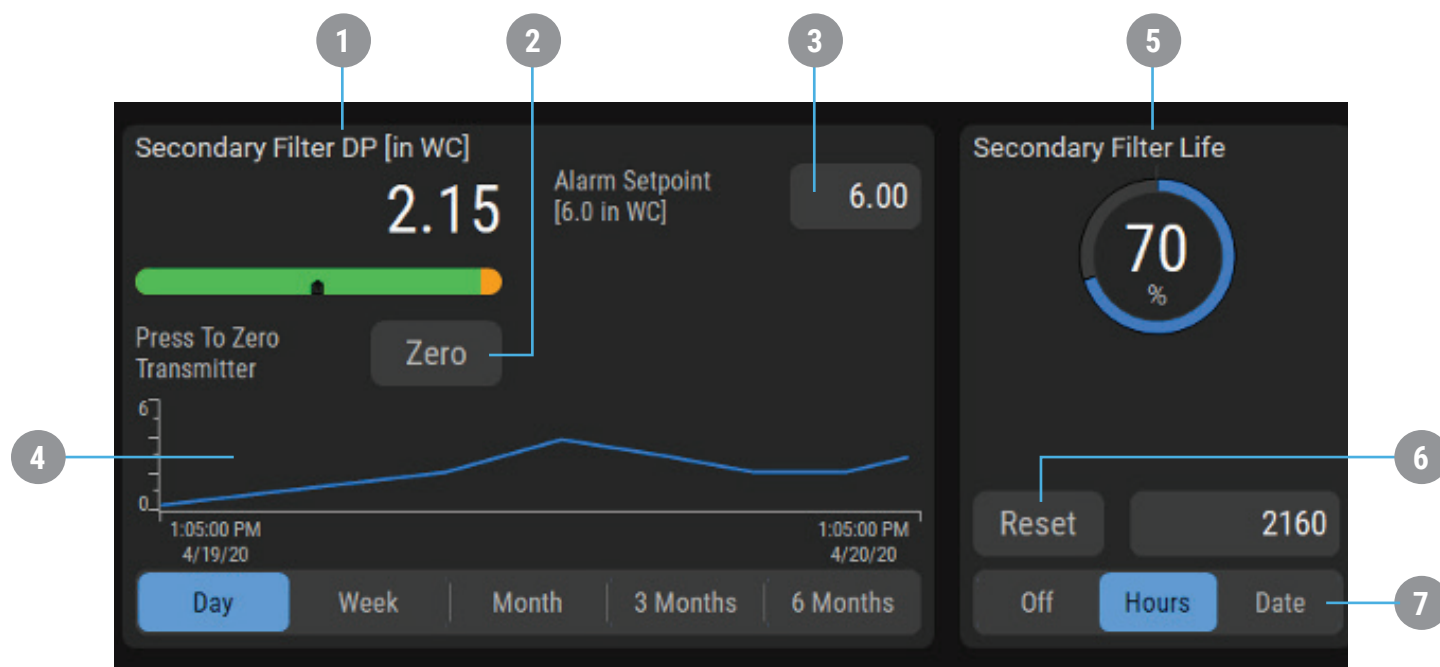 1
2
3
5
Secondary Filter DP [in WC]
2.15
Alarm Setpoint
[6.0 in WC]
6.00
Press To Zero
Transmitter
Zero
6
0
1:05:00 PM
4/19/20
1:05:00 PM
4/20/20
4
Day Week Month 3 Months 6 Months
Secondary Filter Life
70
%
6
Reset
2160
Off Hours Date
7